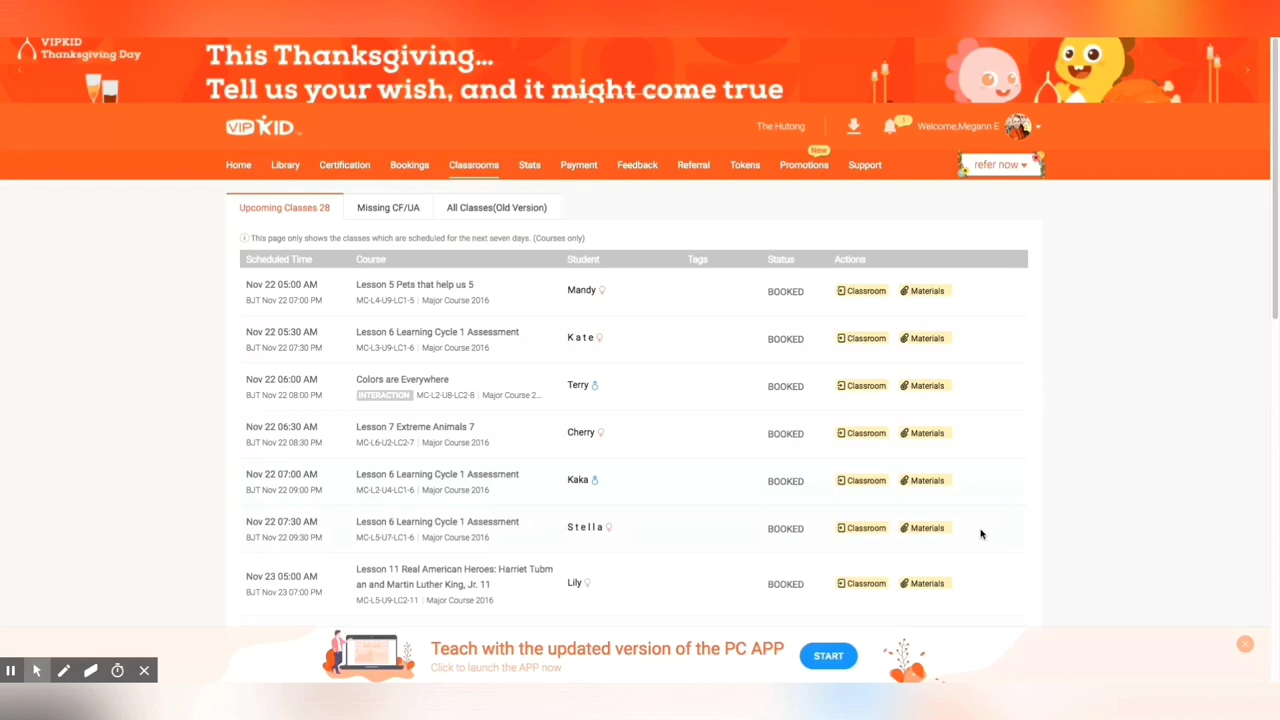 VIPKID
Thanksgiving Day
This Thanksgiving...
Tell us your wish, and it might come true
VIPKID
The Hutong
1
Welcome,Megann E
Home Library Certification Bookings Classrooms Stats Payment Feedback Referral Tokens Promotions New Support refer now
Upcoming Classes 28 Missing CF/UA All Classes(Old Version)
This page only shows the classes which are scheduled for the next seven days. (Courses only)
Scheduled Time Course Student Tags Status Actions
Nov 22 05:00 AM Lesson 5 Pets that help us 5 Mandy BOOKED Classroom Materials
BJT Nov 22 07:00 PM MC-L4-U9-LC1-5 | Major Course 2016
Nov 22 05:30 AM Lesson 6 Learning Cycle 1 Assessment K a t e BOOKED Classroom Materials
BJT Nov 22 07:30 PM MC-L3-U9-LC1-6 | Major Course 2016
Nov 22 06:00 AM Colors are Everywhere Terry BOOKED Classroom Materials
BJT Nov 22 08:00 PM INTERACTION MC-L2-U8-LC2-8 | Major Course 2...
Nov 22 06:30 AM Lesson 7 Extreme Animals 7 Cherry BOOKED Classroom Materials
BJT Nov 22 08:30 PM MC-L6-U2-LC2-7 | Major Course 2016
Nov 22 07:00 AM Lesson 6 Learning Cycle 1 Assessment Kaka BOOKED Classroom Materials
BJT Nov 22 09:00 PM MC-L2-U4-LC1-6 | Major Course 2016
Nov 22 07:30 AM Lesson 6 Learning Cycle 1 Assessment S t e l l a BOOKED Classroom Materials
BJT Nov 22 09:30 PM MC-L5-U7-LC1-6 | Major Course 2016
Nov 23 05:00 AM Lesson 11 Real American Heroes: Harriet Tubm Lily BOOKED Classroom Materials
BJT Nov 23 07:00 PM an and Martin Luther King, Jr. 11
MC-L5-U9-LC2-11 | Major Course 2016
Teach with the updated version of the PC APP
Click to launch the APP now
START